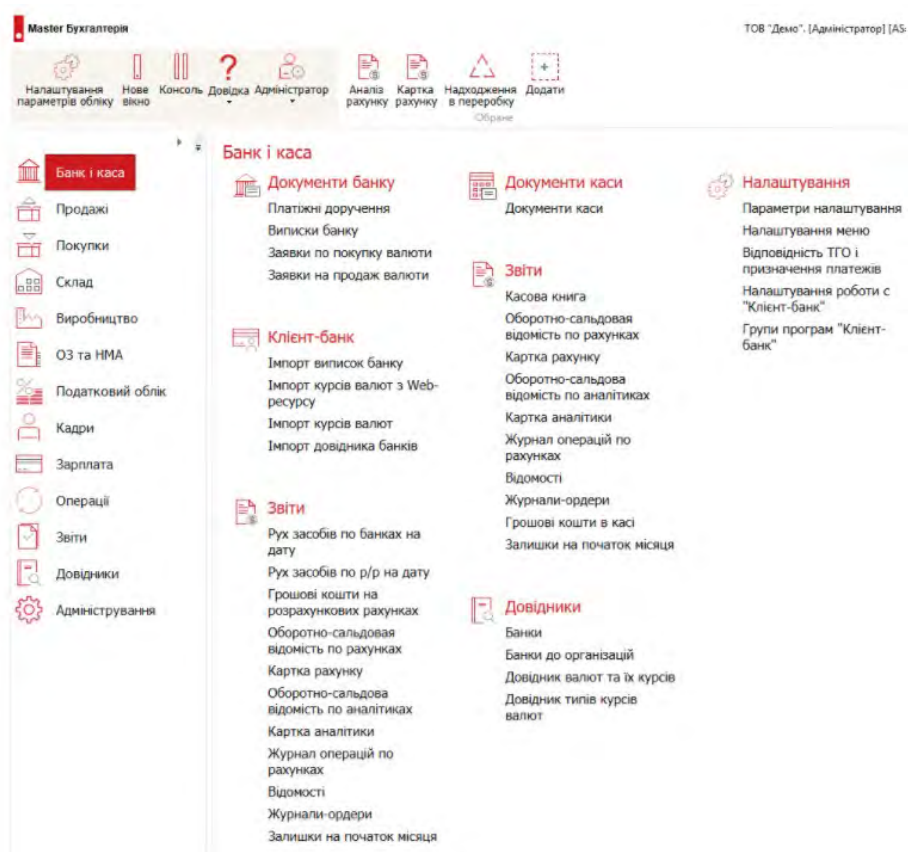 Master Бухгалтерія
ТОВ "Демо". [Адміністратор] [AS
Налаштування
параметрів обліку
Нове
вікно
Консоль
Довідка
Адміністратор
Аналіз
рахунку
Картка
рахунку
Надходження
в переробку
Додати
Обране
Банк і каса
Продажі
Покупки
Склад
Виробництво
ОЗ та НМА
Податковий облік
Кадри
Зарплата
Операції
Звіти
Довідники
Адміністрування
Банк і каса
Документи банку
Платіжні доручення
Виписки банку
Заявки по покупку валюти
Заявки на продаж валюти
Клієнт-банк
Імпорт виписок банку
Імпорт курсів валют з Web-
ресурсу
Імпорт курсів валют
Імпорт довідника банків
Звіти
Рух засобів по банках на
дату
Рух засобів по р/р на дату
Грошові кошти на
розрахункових рахунках
Оборотно-сальдовая
відомість по рахунках
Картка рахунку
Оборотно-сальдова
відомість по аналітиках
Картка аналітики
Журнал операцій по
рахунках
Відомості
Журнали-ордери
Залишки на початок місяця
Документи каси
Документи каси
Звіти
Касова книга
Оборотно-сальдовая
відомість по рахунках
Картка рахунку
Оборотно-сальдова
відомість по аналітиках
Картка аналітики
Журнал операцій по
рахунках
Відомості
Журнали-ордери
Грошові кошти в касі
Залишки на початок місяця
Довідники
Банки
Банки до організацій
Довідник валют та їх курсів
Довідник типів курсів
валют
Налаштування
Параметри налаштування
Налаштування меню
Відповідність ТГО і
призначення платежів
Налаштування роботи с
"Клієнт-банк"
Групи програм "Клієнт-
банк"